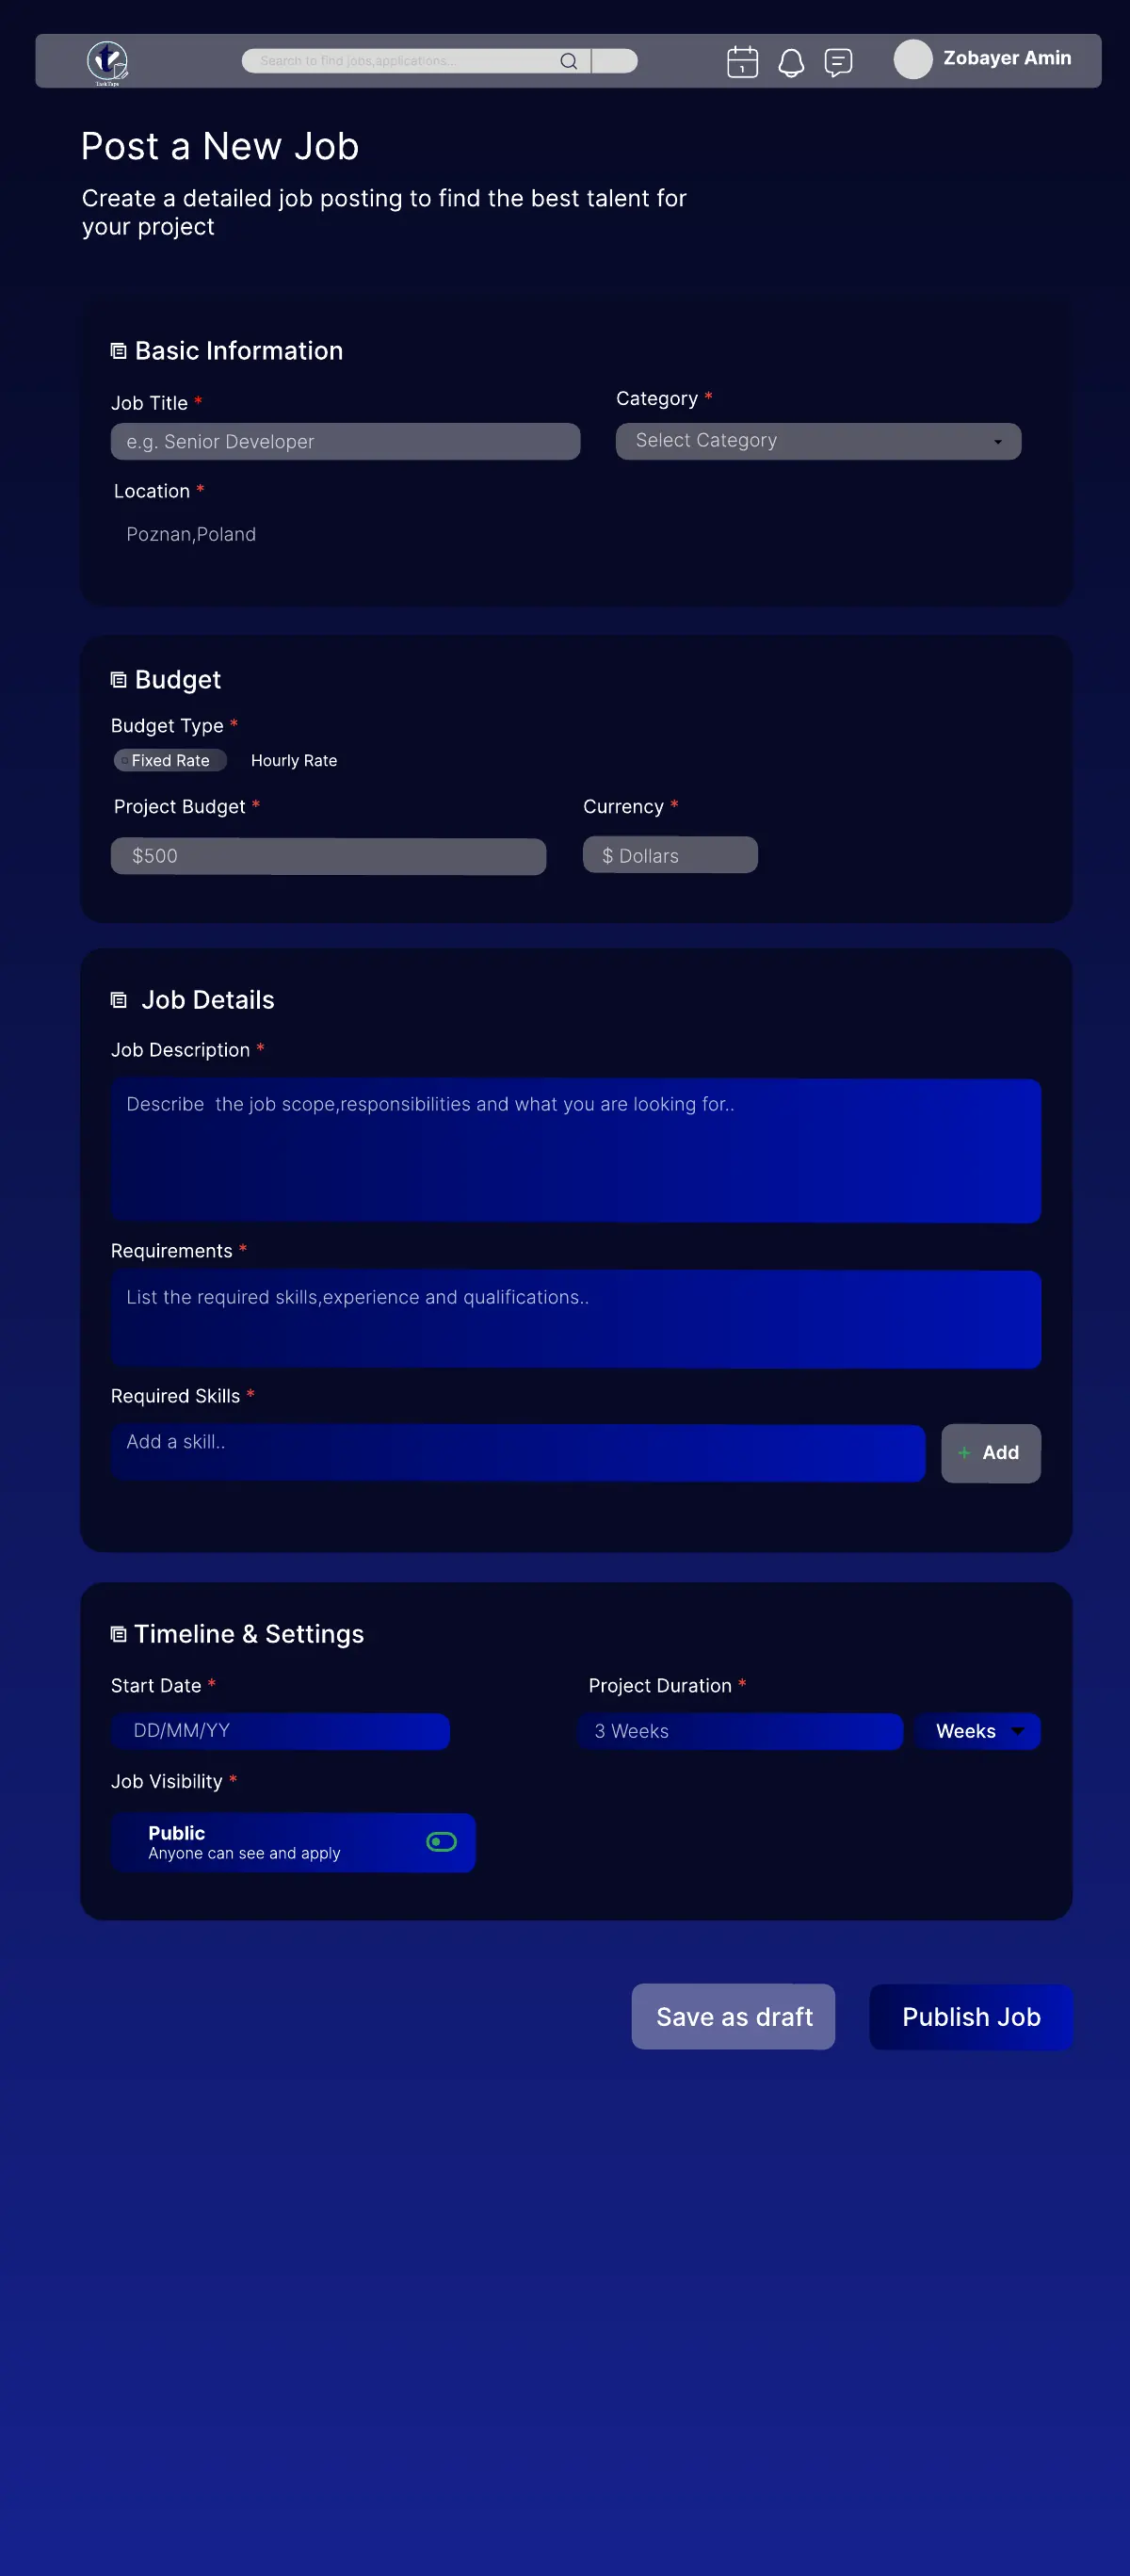 TaskTaps
Search to find jobs,applications...
1
Zobayer Amin
Post a New Job
Create a detailed job posting to find the best talent for
your project
Basic Information
Job Title *
Category *
e.g. Senior Developer
Select Category
Location *
Poznan,Poland
Budget
Budget Type *
Fixed Rate
Hourly Rate
Project Budget *
Currency *
$500
$ Dollars
Job Details
Job Description *
Describe  the job scope,responsibilities and what you are looking for..
Requirements *
List the required skills,experience and qualifications..
Required Skills *
Add a skill..
+ Add
Timeline & Settings
Start Date *
Project Duration *
DD/MM/YY
3 Weeks
Weeks
Job Visibility *
Public
Anyone can see and apply
Save as draft
Publish Job